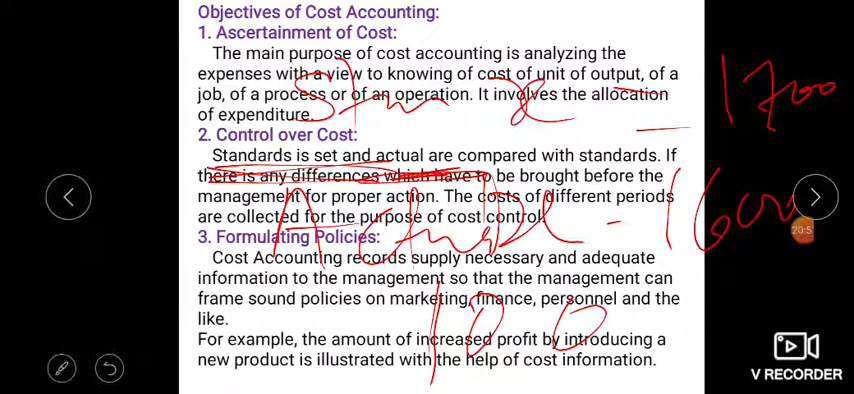 Objectives of Cost Accounting:
1. Ascertainment of Cost:
The main purpose of cost accounting is analyzing the
expenses with a view to knowing of cost of unit of output, of a
job, of a process or of an operation. It involves the allocation
of expenditure.
1700
2. Control over Cost:
Standards is set and actual are compared with standards. If
there is any differences which have to be brought before the
management for proper action. The costs of different periods
are collected for the purpose of cost control.
3. Formulating Policies:
Cost Accounting records supply necessary and adequate
information to the management so that the management can
frame sound policies on marketing, finance, personnel and the
like.
For example, the amount of increased profit by introducing a
new product is illustrated with the help of cost information.
100
20:5
V RECORDER